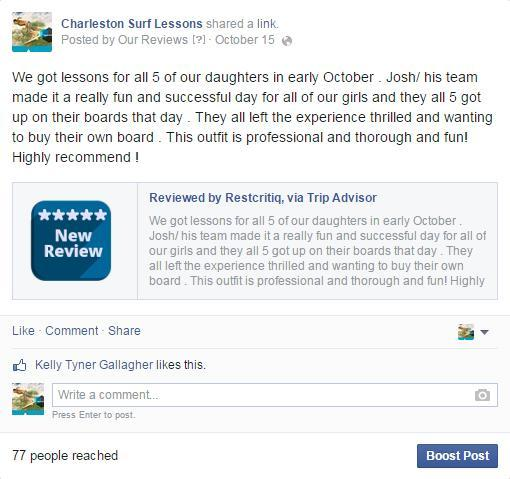 Charleston Surf Lessons shared a link.
Posted by Our Reviews [?] · October 15
We got lessons for all 5 of our daughters in early October . Josh/ his team
made it a really fun and successful day for all of our girls and they all 5 got
up on their boards that day . They all left the experience thrilled and wanting
to buy their own board . This outfit is professional and thorough and fun!
Highly recommend !
New
Review
Reviewed by Restcritiq, via Trip Advisor
We got lessons for all 5 of our daughters in early October .
Josh/ his team made it a really fun and successful day for all of
our girls and they all 5 got up on their boards that day . They
all left the experience thrilled and wanting to buy their own
board . This outfit is professional and thorough and fun! Highly
Like · Comment · Share
Kelly Tyner Gallagher likes this.
Write a comment...
Press Enter to post.
77 people reached
Boost Post